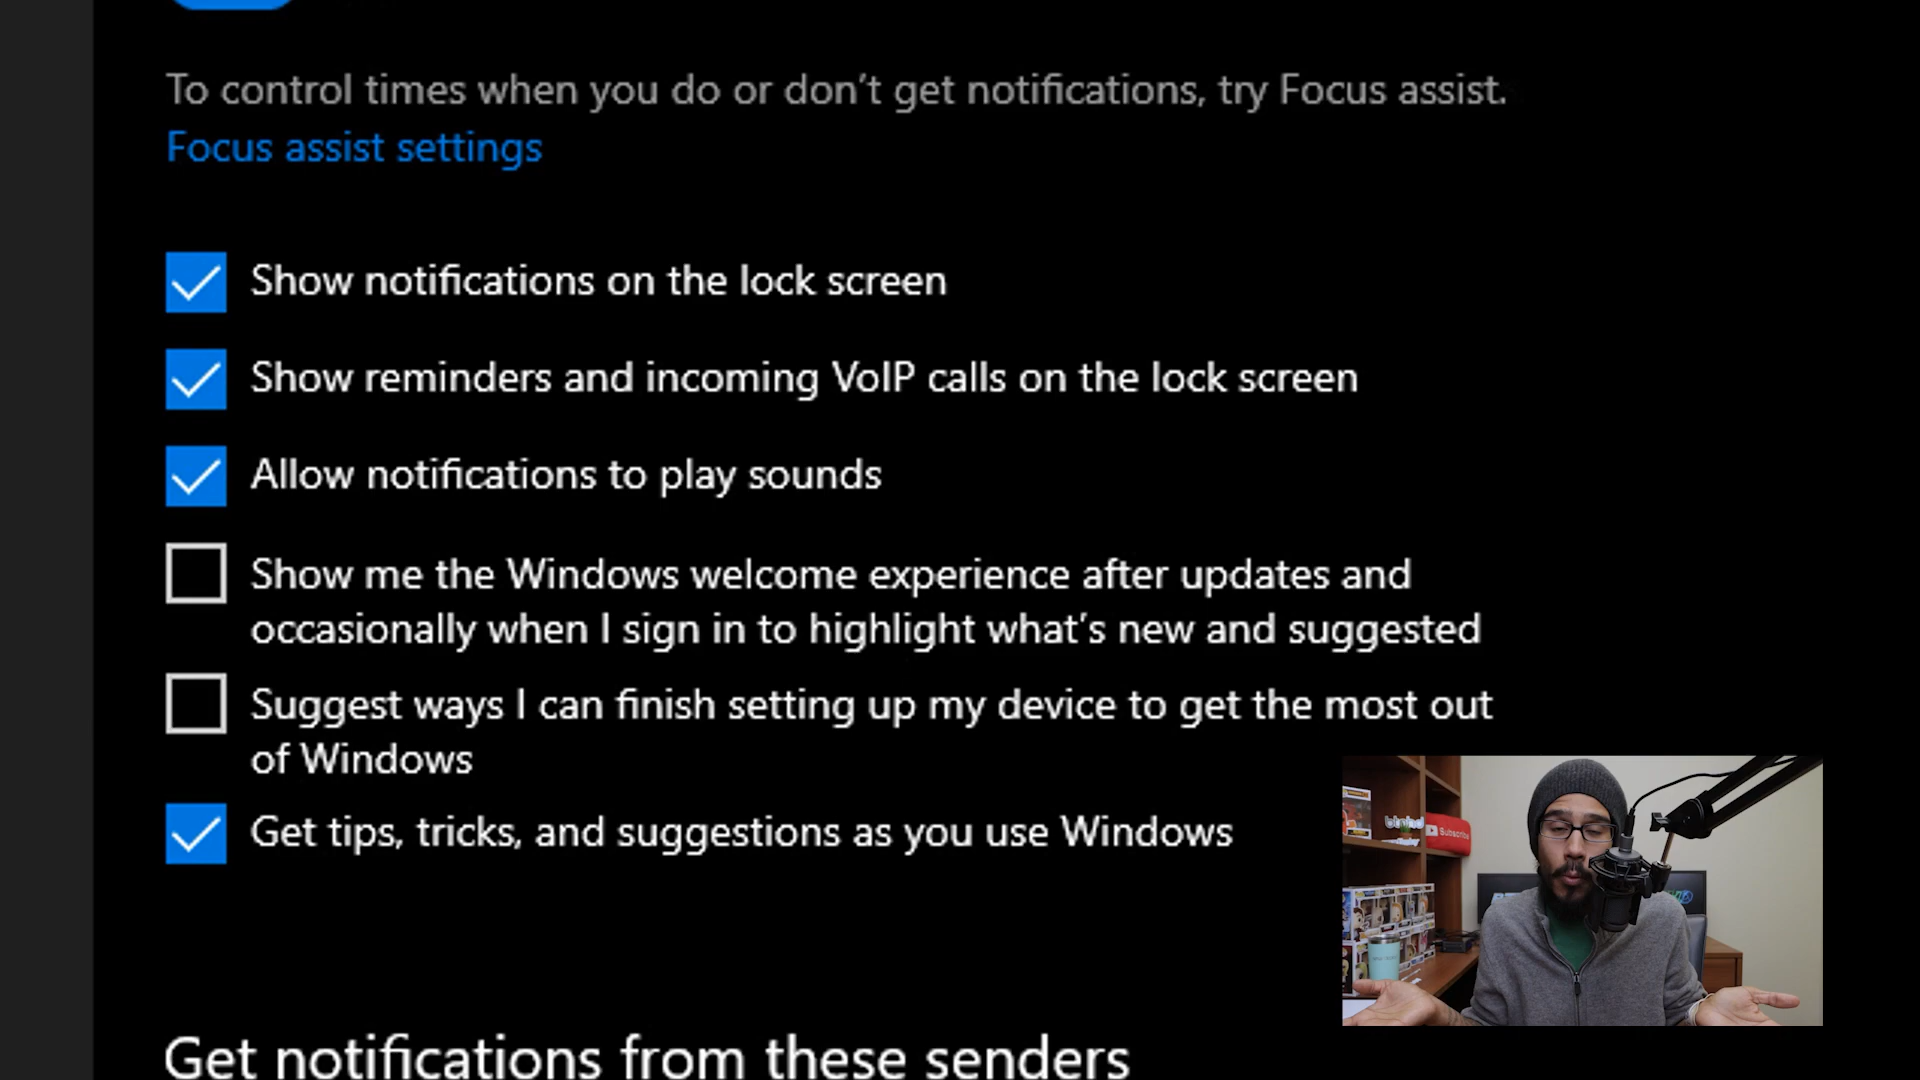 To control times when you do or don't get notifications, try Focus assist.
Focus assist settings
Show notifications on the lock screen
Show reminders and incoming VoIP calls on the lock screen
Allow notifications to play sounds
Show me the Windows welcome experience after updates and
occasionally when I sign in to highlight what's new and suggested
Suggest ways I can finish setting up my device to get the most out
of Windows
Get tips, tricks, and suggestions as you use Windows
Subscribe
Get notifications from these senders